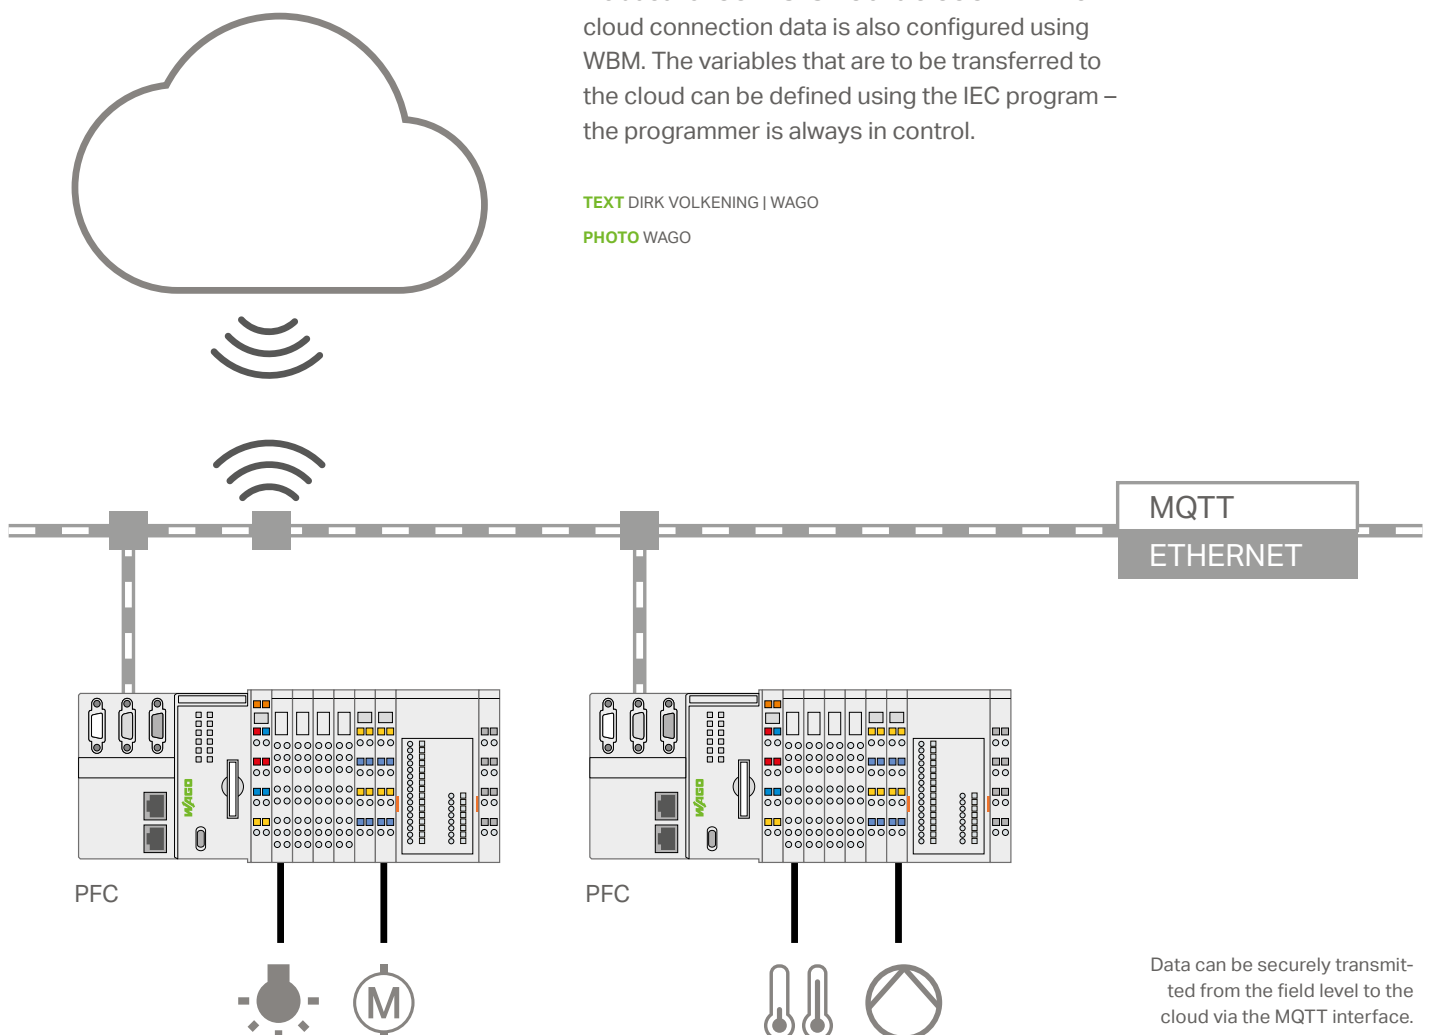 cloud connection data is also configured using
WBM. The variables that are to be transferred to
the cloud can be defined using the IEC program –
the programmer is always in control.
TEXT DIRK VOLKENING | WAGO
PHOTO WAGO
MQTT
ETHERNET
WAGO
WAGO
PFC
PFC
M
Data can be securely transmit-
ted from the field level to the
cloud via the MQTT interface.